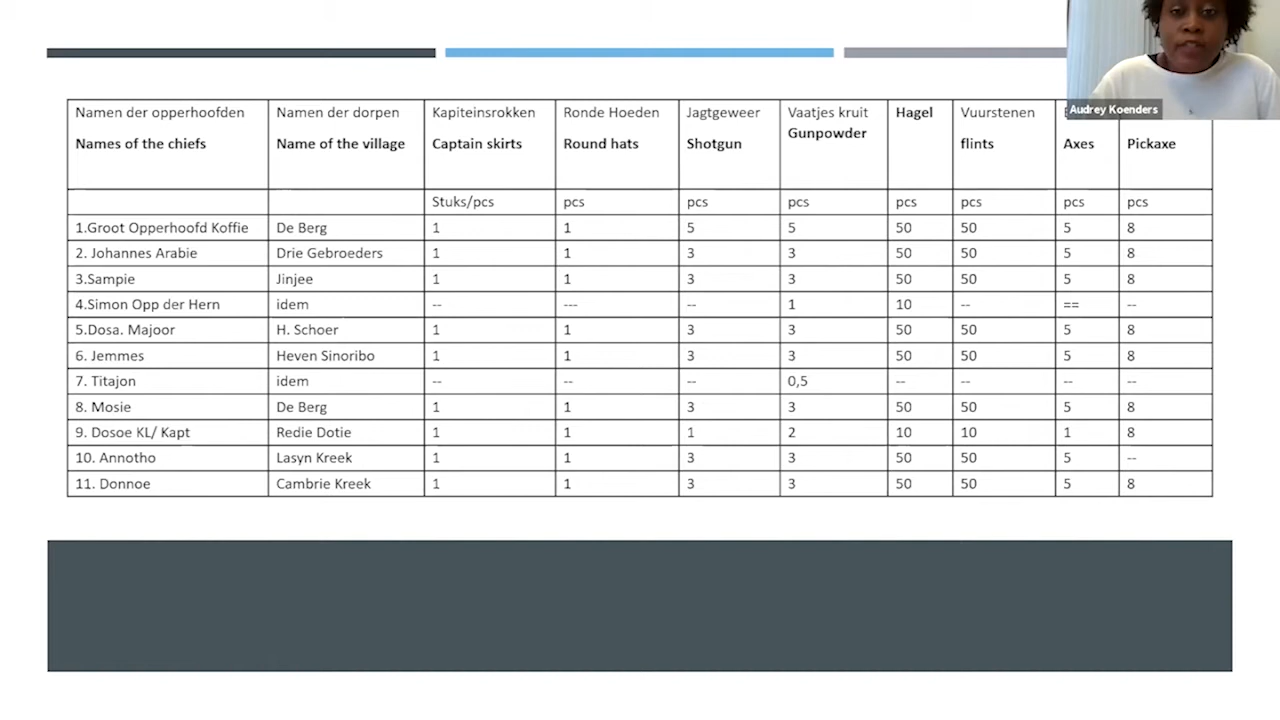 Audrey Koenders
Namen der opperhoofden Namen der dorpen Kapiteinsrokken Ronde Hoeden Jagtgeweer Vaatjes kruit Hagel Vuurstenen
Names of the chiefs Name of the village Captain skirts Round hats Shotgun Gunpowder flints Axes Pickaxe
Stuks/pcs pcs pcs pcs pcs pcs pcs pcs
1.Groot Opperhoofd Koffie De Berg 1 1 5 5 50 50 5 8
2. Johannes Arabie Drie Gebroeders 1 1 3 3 50 50 5 8
3.Sampie Jinjee 1 1 3 3 50 50 5 8
4.Simon Opp der Hern idem -- --- -- 1 10 -- == --
5.Dosa. Majoor H. Schoer 1 1 3 3 50 50 5 8
6. Jemmes Heven Sinoribo 1 1 3 3 50 50 5 8
7. Titajon idem -- -- -- 0,5 -- -- -- --
8. Mosie De Berg 1 1 3 3 50 50 5 8
9. Dosoe KL/ Kapt Redie Dotie 1 1 1 2 10 10 1 8
10. Annotho Lasyn Kreek 1 1 3 3 50 50 5 --
11. Donnoe Cambrie Kreek 1 1 3 3 50 50 5 8